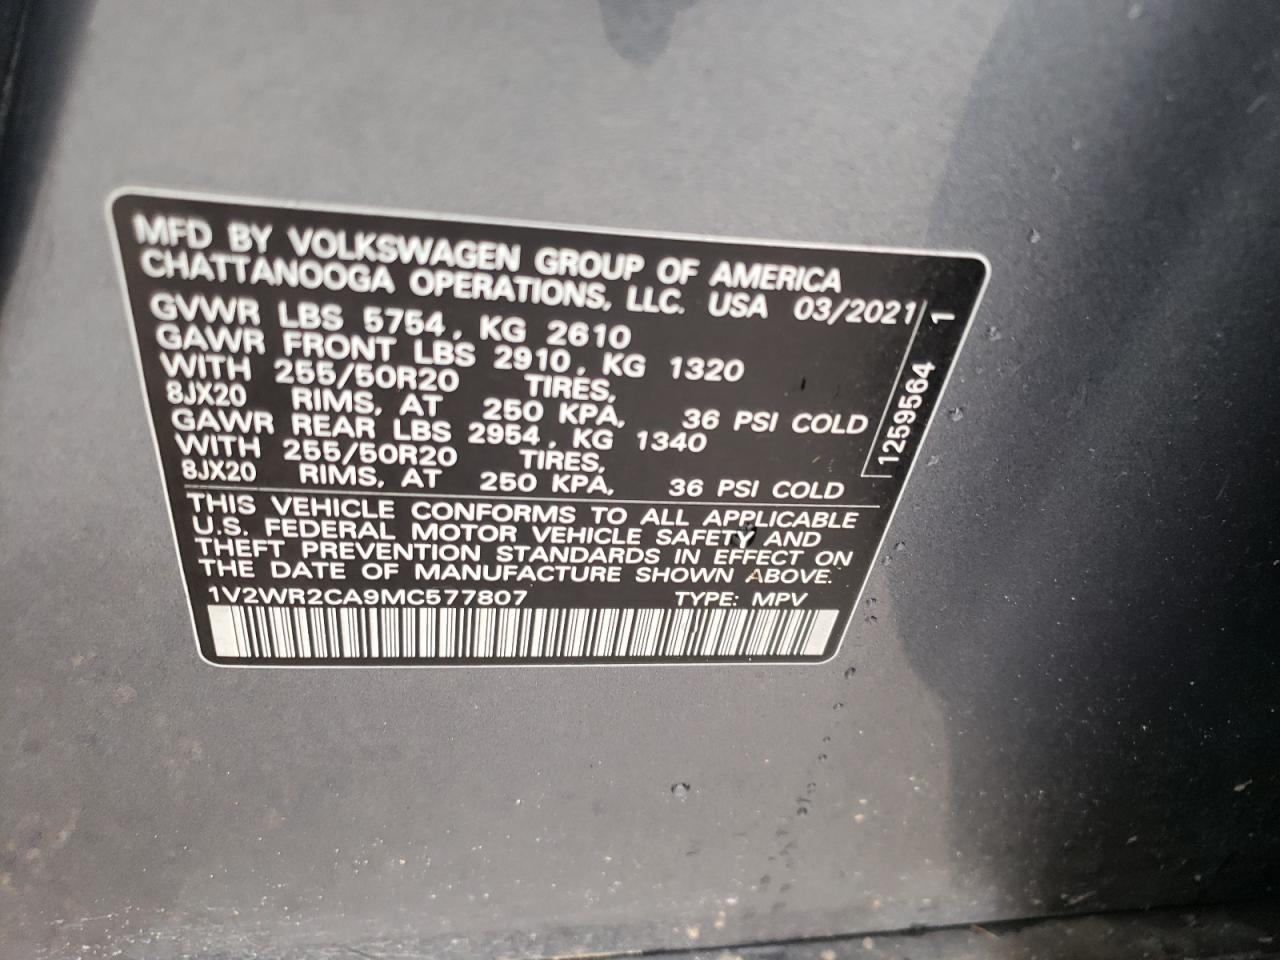 MFD BY VOLKSWAGEN GROUP OF AMERICA
CHATTANOOGA OPERATIONS, LLC. USA 03/2021
GVWR LBS 5754, KG 2610
GAWR FRONT LBS 2910, KG 1320
WITH 255/50R20 TIRES,
8JX20 RIMS, AT 250 KPA, 36 PSI COLD
GAWR REAR LBS 2954, KG 1340
WITH 255/50R20 TIRES,
8JX20 RIMS, AT 250 KPA, 36 PSI COLD
1259564 1
THIS VEHICLE CONFORMS TO ALL APPLICABLE
U.S. FEDERAL MOTOR VEHICLE SAFETY AND
THEFT PREVENTION STANDARDS IN EFFECT ON
THE DATE OF MANUFACTURE SHOWN ABOVE.
1V2WR2CA9MC577807 TYPE: MPV